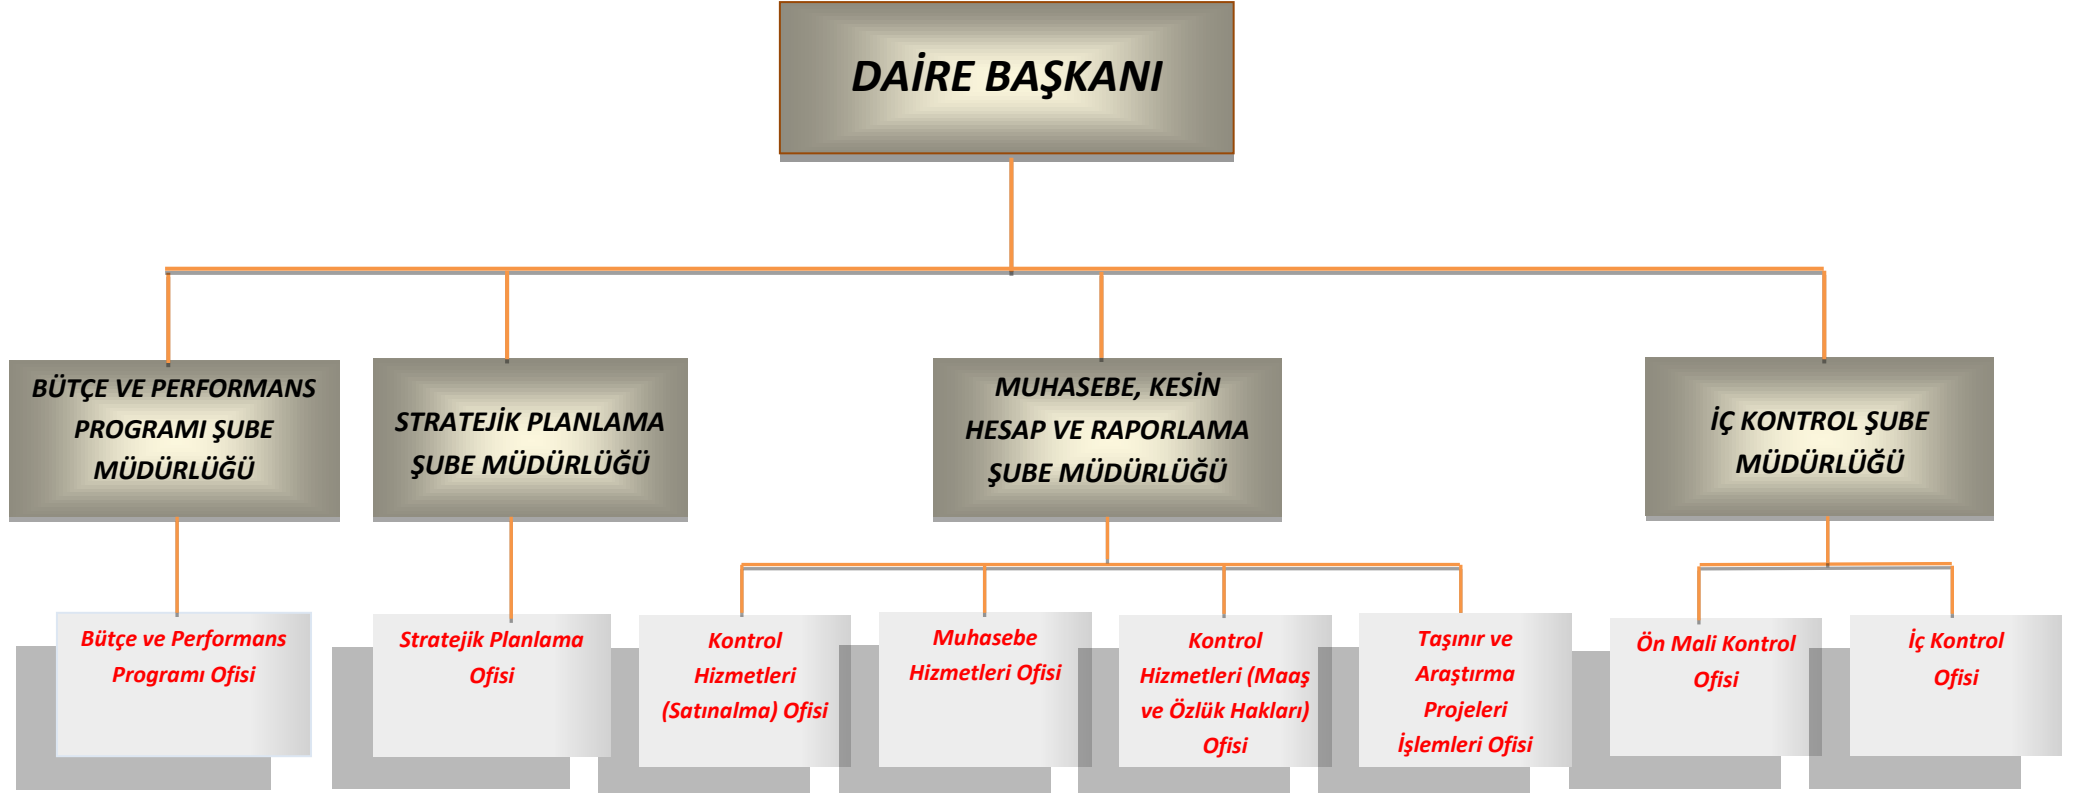 DAİRE BAŞKANI
BÜTÇE VE PERFORMANS
PROGRAMI ŞUBE
MÜDÜRLÜĞÜ
STRATEJİK PLANLAMA
ŞUBE MÜDÜRLÜĞÜ
MUHASEBE, KESİN
HESAP VE RAPORLAMA
ŞUBE MÜDÜRLÜĞÜ
İÇ KONTROL ŞUBE
MÜDÜRLÜĞÜ
Bütçe ve Performans
Programı Ofisi
Stratejik Planlama
Ofisi
Kontrol
Hizmetleri
(Satınalma) Ofisi
Muhasebe
Hizmetleri Ofisi
Kontrol
Hizmetleri (Maaş
ve Özlük Hakları)
Ofisi
Taşınır ve
Araştırma
Projeleri
İşlemleri Ofisi
Ön Mali Kontrol
Ofisi
İç Kontrol
Ofisi